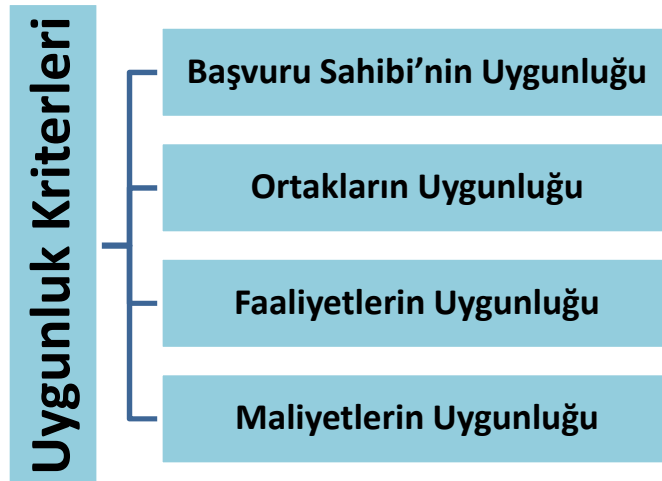 Uygunluk Kriterleri
Başvuru Sahibi’nin Uygunluğu
Ortakların Uygunluğu
Faaliyetlerin Uygunluğu
Maliyetlerin Uygunluğu